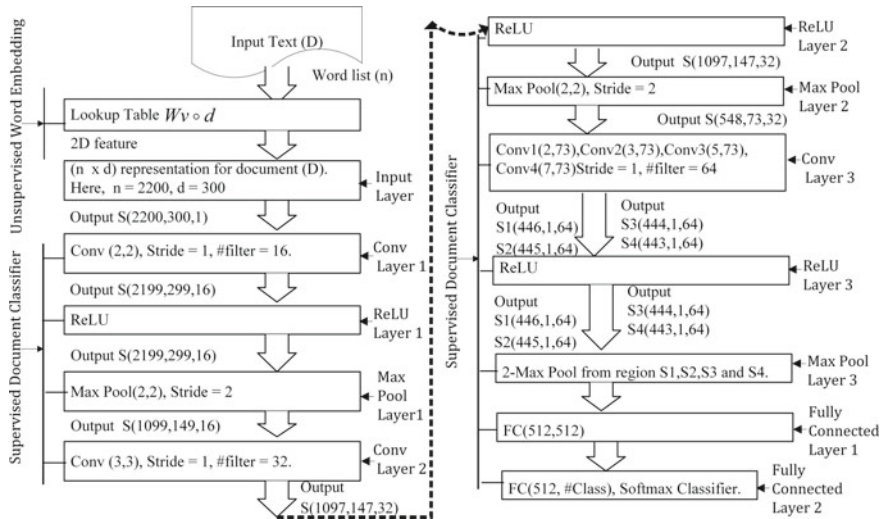 Unsupervised Word Embedding
Input Text (D)
Word list (n)
Lookup Table Wv ∘ d
2D feature
(n x d) representation for document (D).
Here, n = 2200, d = 300
Input
Layer
Output S(2200,300,1)
Supervised Document Classifier
Conv (2,2), Stride = 1, #filter = 16.
Conv
Layer 1
Output S(2199,299,16)
ReLU
ReLU
Layer 1
Output S(2199,299,16)
Max Pool(2,2), Stride = 2
Max
Pool
Layer1
Output S(1099,149,16)
Conv (3,3), Stride = 1, #filter = 32.
Conv
Layer 2
Output
S(1097,147,32)
Supervised Document Classifier
ReLU
ReLU
Layer 2
Output S(1097,147,32)
Max Pool(2,2), Stride = 2
Max Pool
Layer 2
Output S(548,73,32)
Conv1(2,73),Conv2(3,73),Conv3(5,73),
Conv4(7,73)Stride = 1, #filter = 64
Conv
Layer 3
Output
S1(446,1,64)
S2(445,1,64)
Output
S3(444,1,64)
S4(443,1,64)
ReLU
ReLU
Layer 3
Output
S1(446,1,64)
S2(445,1,64)
Output
S3(444,1,64)
S4(443,1,64)
2-Max Pool from region S1,S2,S3 and S4.
Max Pool
Layer 3
FC(512,512)
Fully
Connected
Layer 1
FC(512, #Class), Softmax Classifier.
Fully
Connected
Layer 2